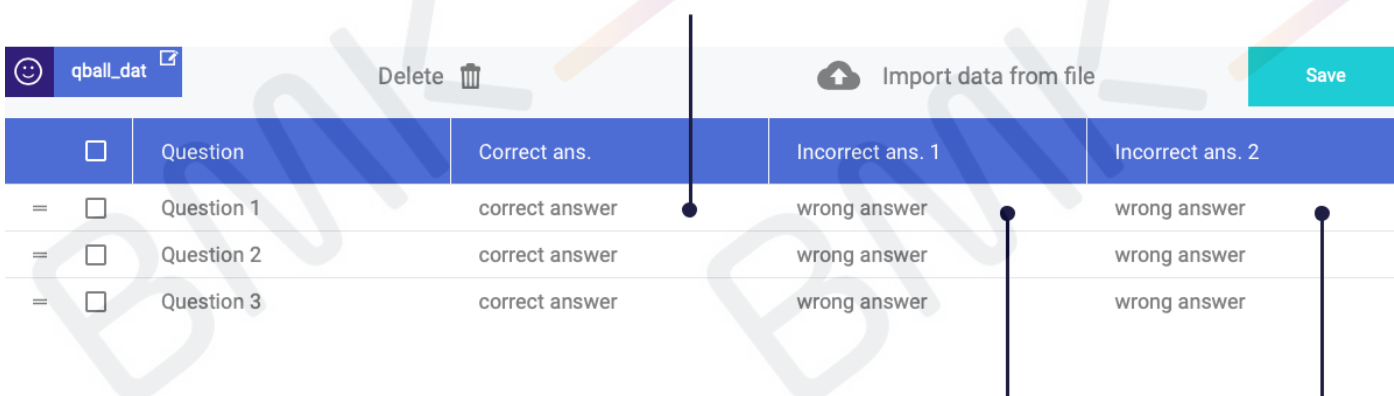 qball_dat Delete Import data from file Save
Question Correct ans. Incorrect ans. 1 Incorrect ans. 2
Question 1 correct answer wrong answer wrong answer
Question 2 correct answer wrong answer wrong answer
Question 3 correct answer wrong answer wrong answer
BMK BMK